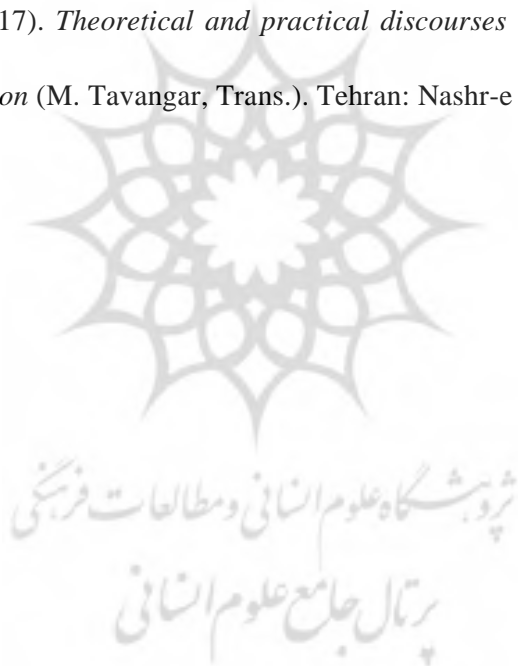 17). Theoretical and practical discourses
on (M. Tavangar, Trans.). Tehran: Nashr-e
پژوهشگاه علوم انسانی و مطالعات فرهنگی
پرتال جامع علوم انسانی